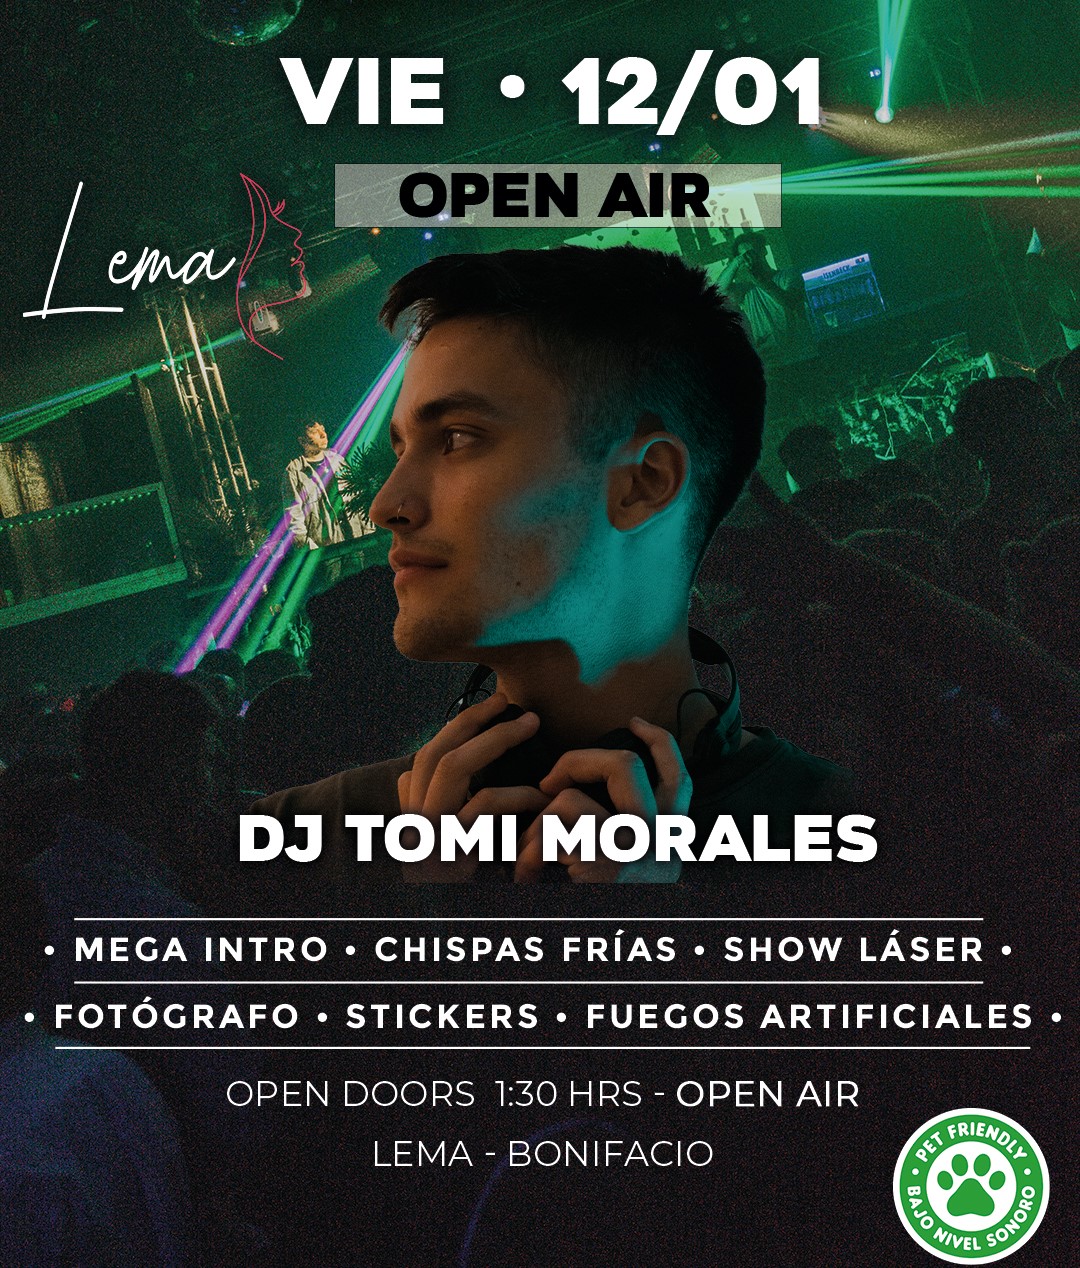 VIE • 12/01
OPEN AIR
Lema
ISENBECK
DJ TOMI MORALES
• MEGA INTRO • CHISPAS FRÍAS • SHOW LÁSER •
• FOTÓGRAFO • STICKERS • FUEGOS ARTIFICIALES •
OPEN DOORS 1:30 HRS - OPEN AIR
LEMA - BONIFACIO
• PET FRIENDLY •
BAJO NIVEL SONORO